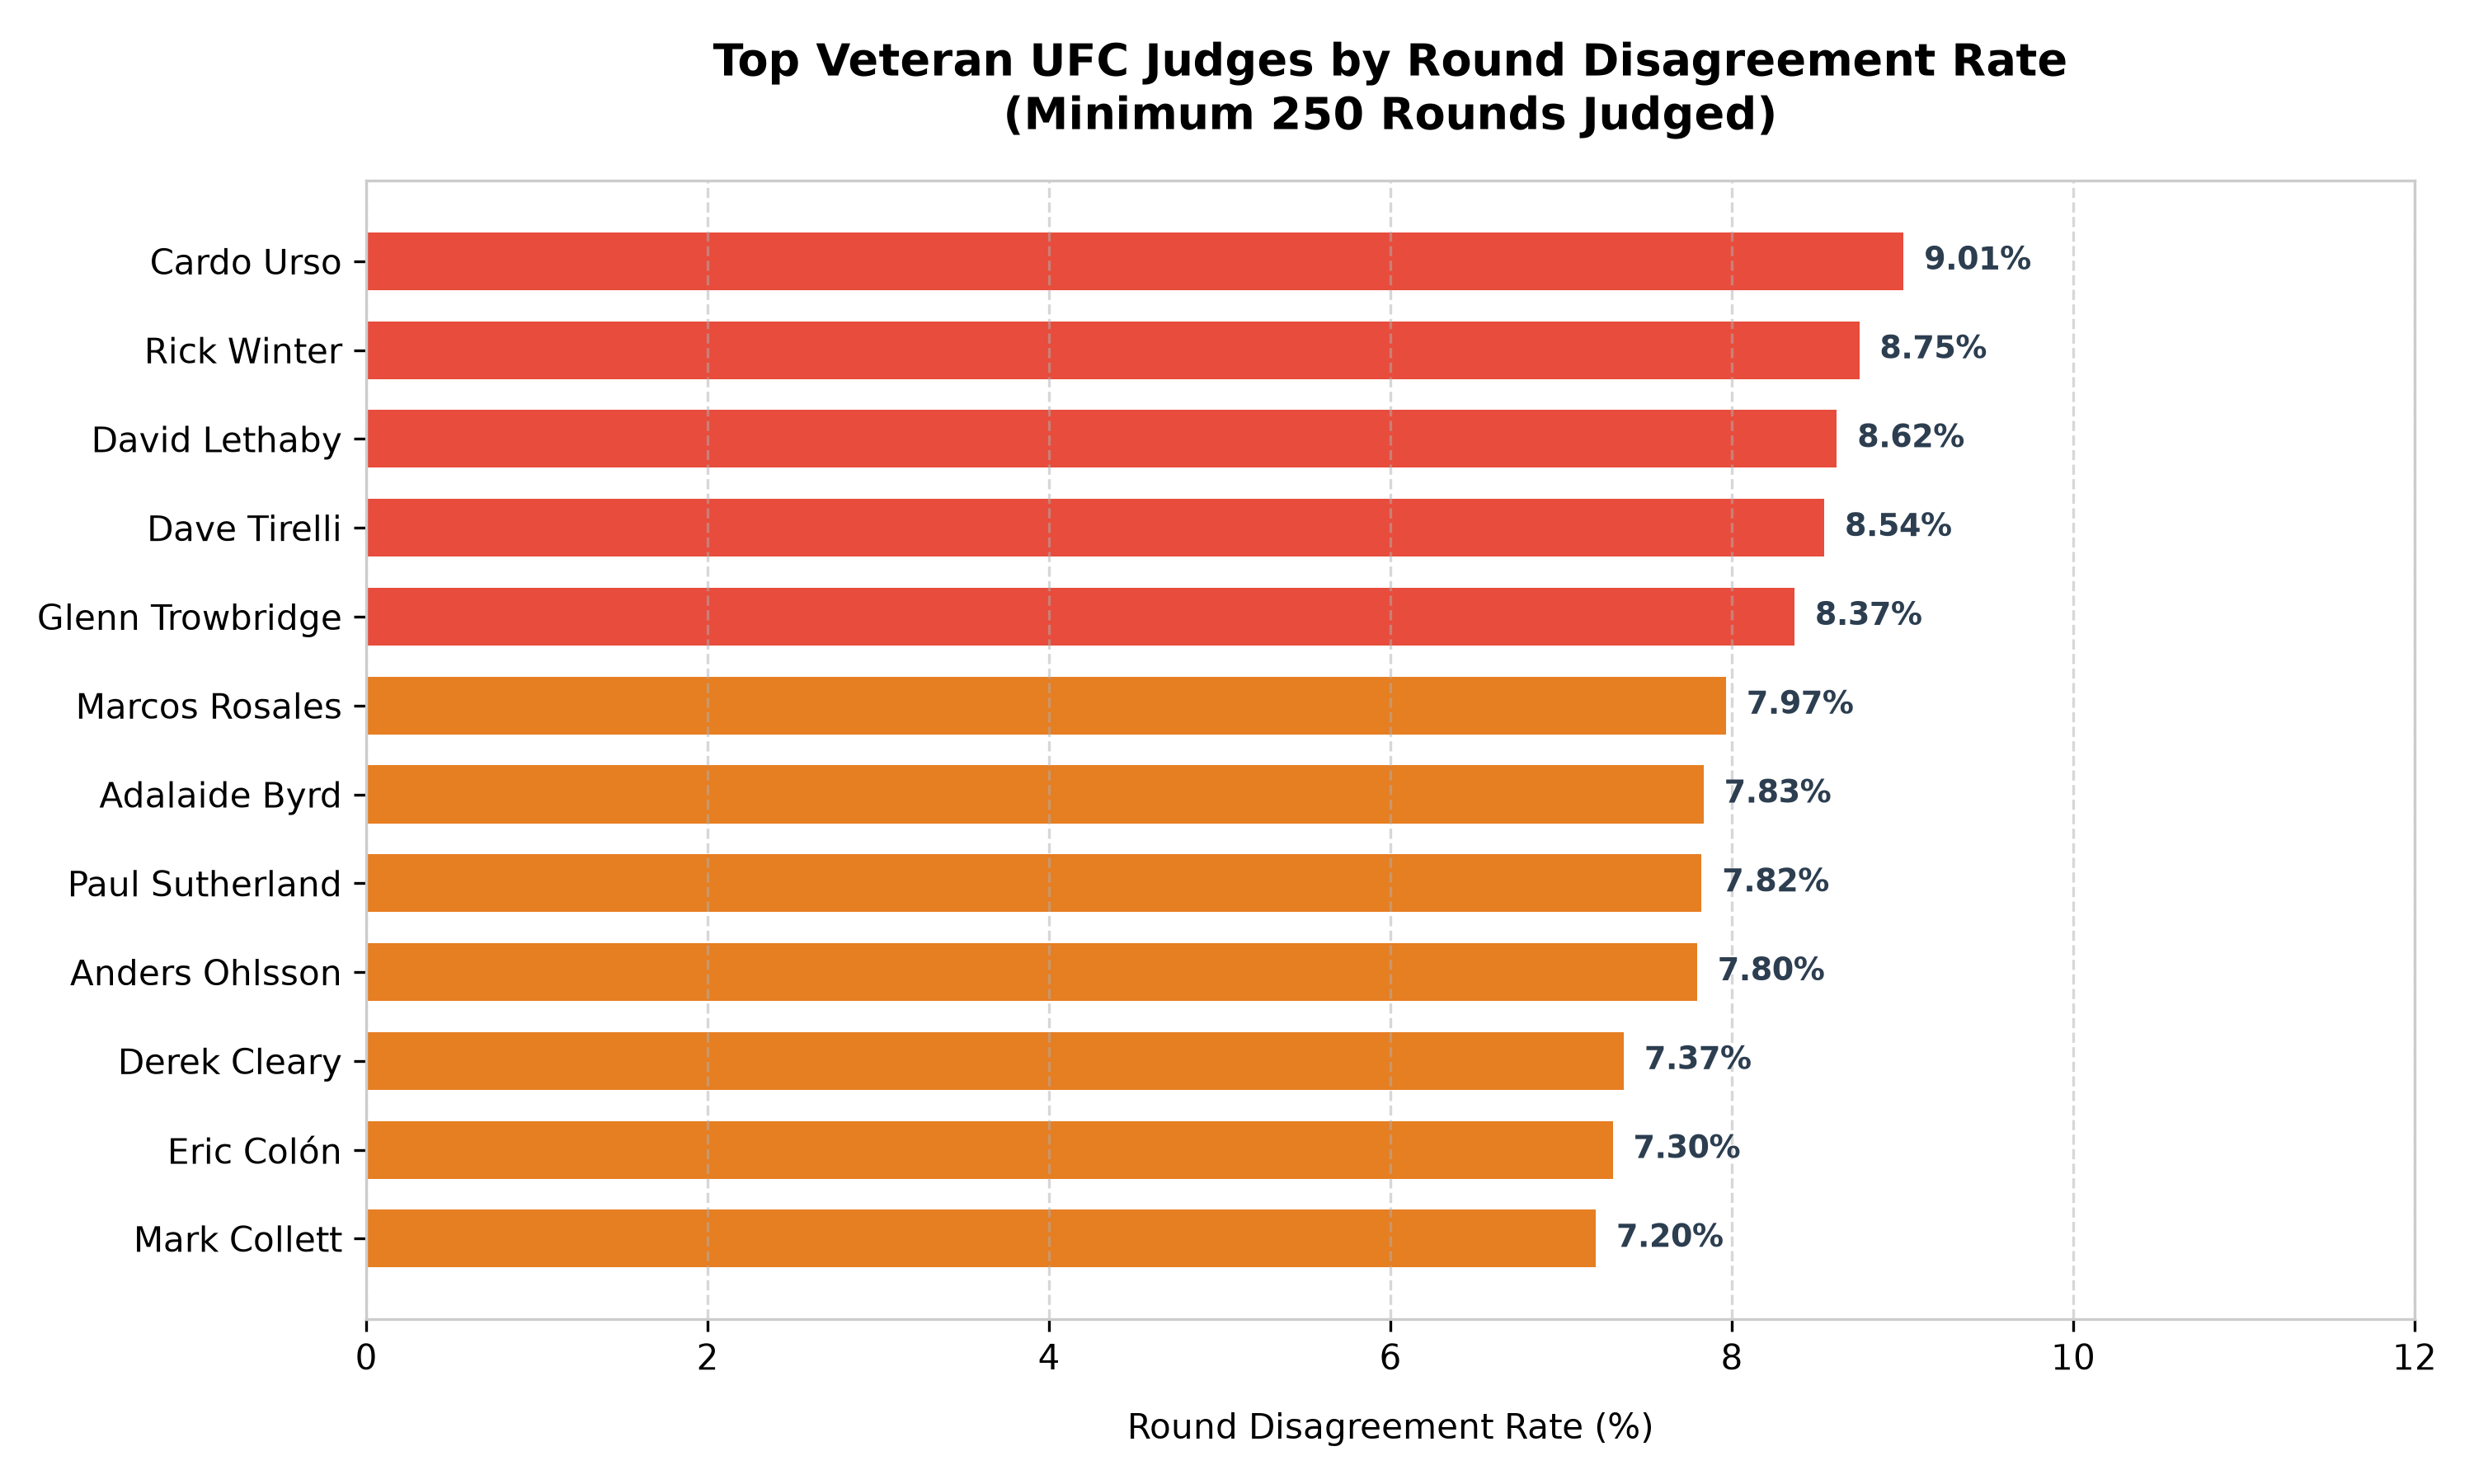 Top Veteran UFC Judges by Round Disagreement Rate
(Minimum 250 Rounds Judged)
Cardo Urso 9.01%
Rick Winter 8.75%
David Lethaby 8.62%
Dave Tirelli 8.54%
Glenn Trowbridge 8.37%
Marcos Rosales 7.97%
Adalaide Byrd 7.83%
Paul Sutherland 7.82%
Anders Ohlsson 7.80%
Derek Cleary 7.37%
Eric Colón 7.30%
Mark Collett 7.20%
0 2 4 6 8 10 12
Round Disagreement Rate (%)